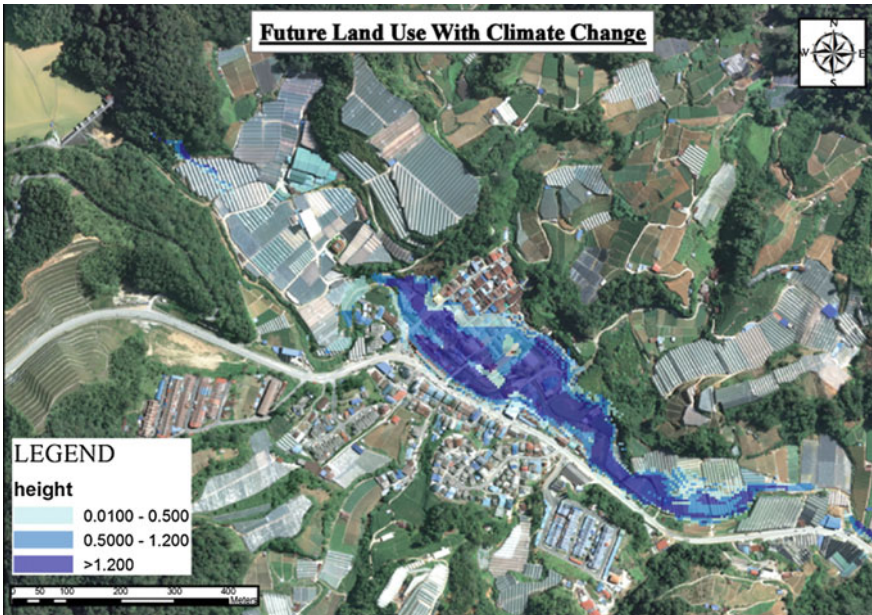 Future Land Use With Climate Change
N
W E
S
LEGEND
height
0.0100 - 0.500
0.5000 - 1.200
>1.200
0 50 100 200 300 400
Meters